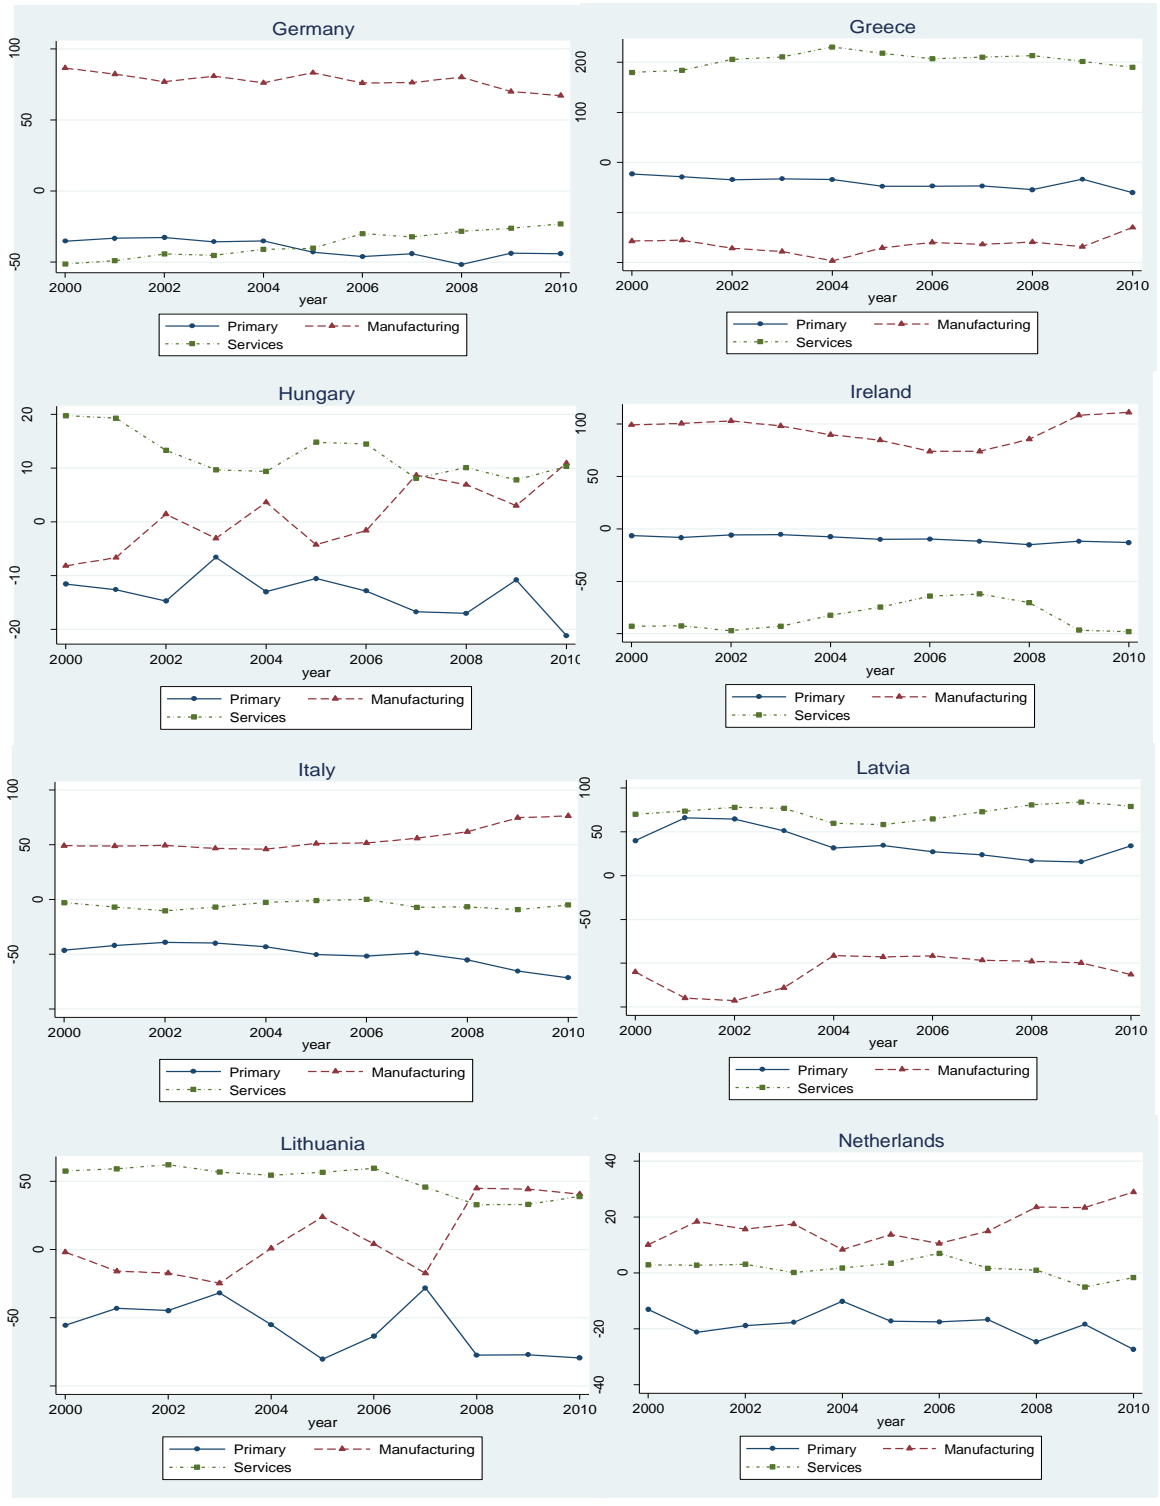 Germany
100
50
0
-50
2000 2002 2004 2006 2008 2010
year
Primary Manufacturing
Services
Greece
200
100
0
2000 2002 2004 2006 2008 2010
year
Primary Manufacturing
Services
Hungary
20
10
0
-10
-20
2000 2002 2004 2006 2008 2010
year
Primary Manufacturing
Services
Ireland
100
50
0
-50
2000 2002 2004 2006 2008 2010
year
Primary Manufacturing
Services
Italy
100
50
0
-50
2000 2002 2004 2006 2008 2010
year
Primary Manufacturing
Services
Latvia
100
50
0
-50
2000 2002 2004 2006 2008 2010
year
Primary Manufacturing
Services
Lithuania
50
0
-50
2000 2002 2004 2006 2008 2010
year
Primary Manufacturing
Services
Netherlands
40
20
0
-20
-40
2000 2002 2004 2006 2008 2010
year
Primary Manufacturing
Services